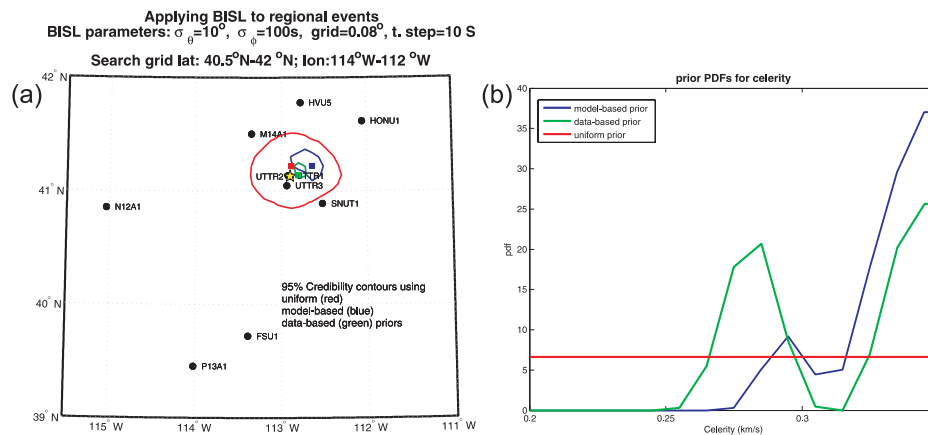 Applying BISL to regional events
BISL parameters: σθ=10°, σϕ=100s, grid=0.08°, t. step=10 S
Search grid lat: 40.5°N-42 °N; lon:114°W-112 °W
(a)
42° N
41° N
40° N
39° N
115° W
114° W
113° W
112° W
111° W
HVU5
HONU1
M14A1
UTTR2
UTTR1
UTTR3
SNUT1
N12A1
FSU1
P13A1
95% Credibility contours using
uniform (red)
model-based (blue)
data-based (green) priors
(b)
prior PDFs for celerity
model-based prior
data-based prior
uniform prior
40
35
30
25
20
15
10
5
0
pdf
0.2
0.3
Celerity (km/s)